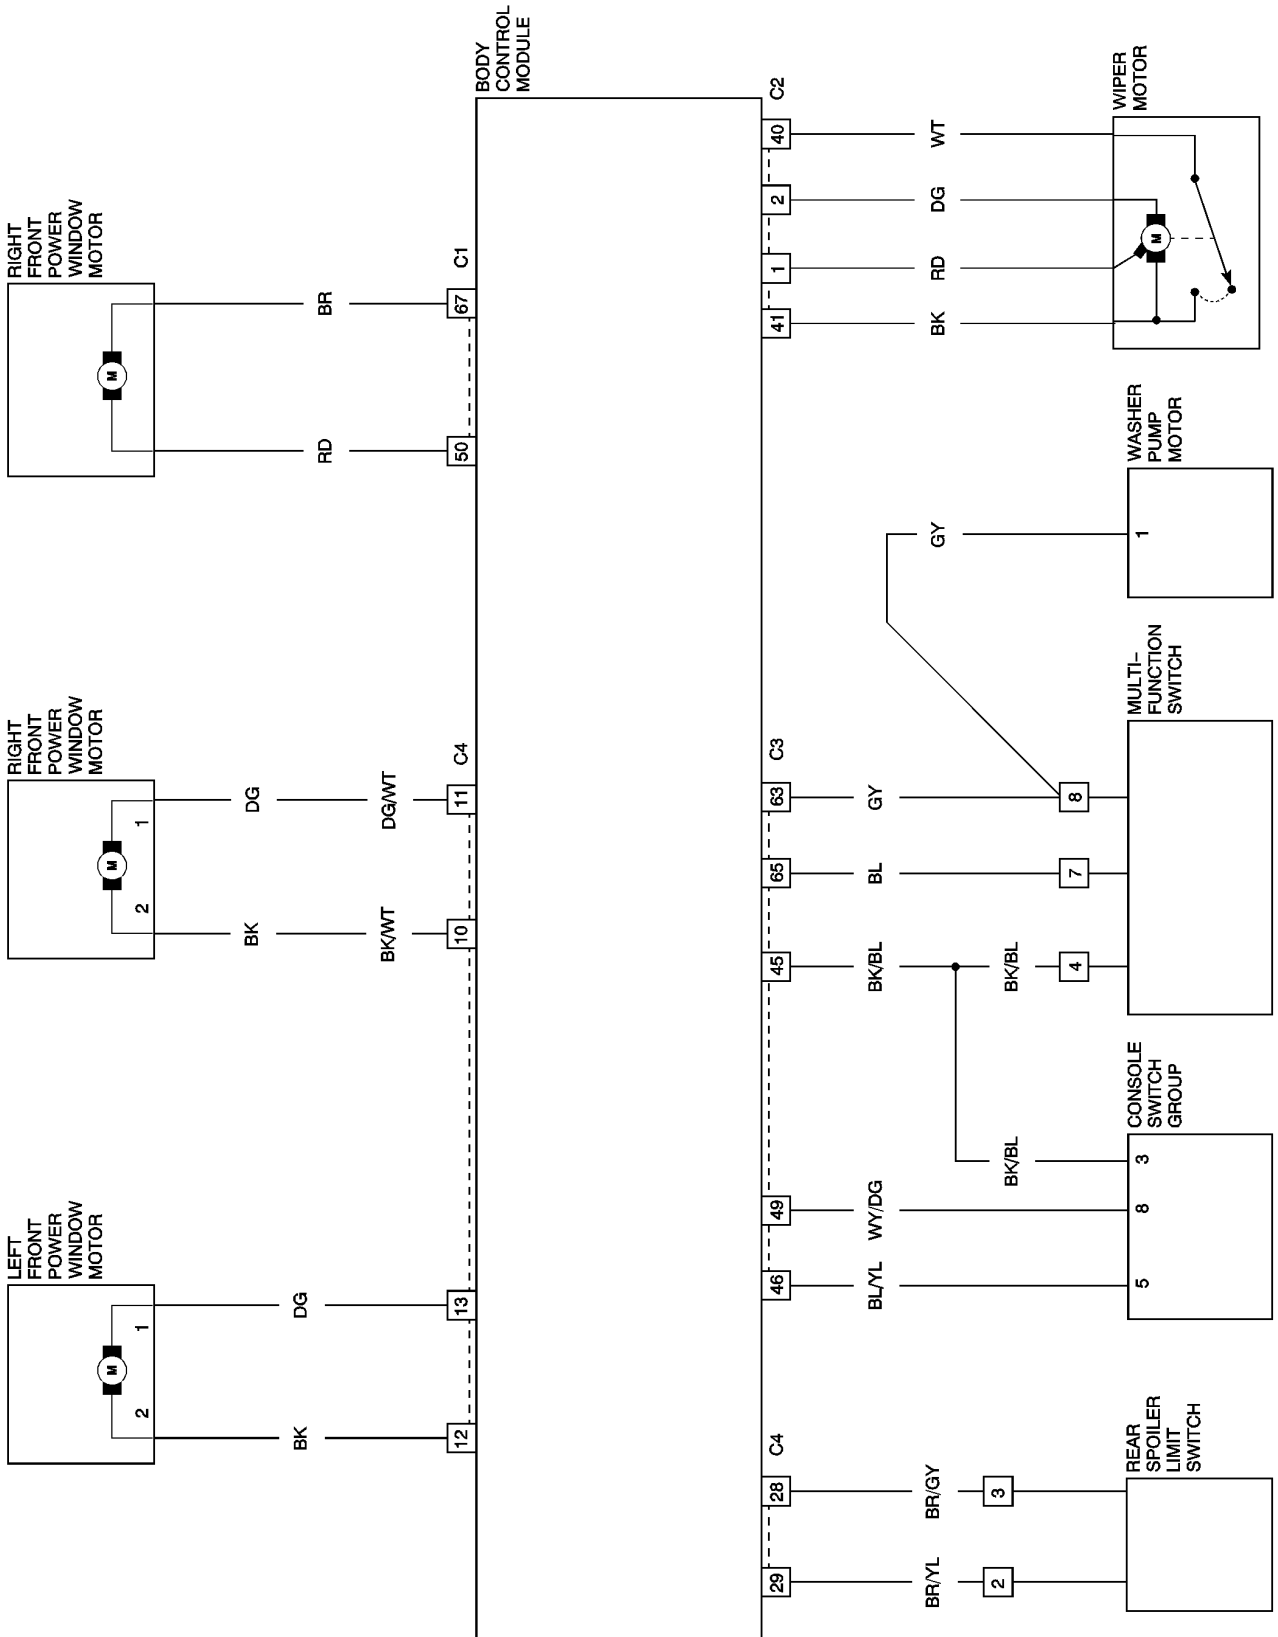 BODY
CONTROL
MODULE
RIGHT
FRONT
POWER
WINDOW
MOTOR
M
BR
RD
C1
67
50
RIGHT
FRONT
POWER
WINDOW
MOTOR
M
1
2
DG
DG/WT
BK
BK/WT
C4
11
10
LEFT
FRONT
POWER
WINDOW
MOTOR
M
1
2
DG
BK
13
12
C2
40
2
1
41
WT
DG
RD
BK
WIPER
MOTOR
M
WASHER
PUMP
MOTOR
1
GY
C3
63
65
45
49
46
GY
BL
BK/BL
BK/BL
8
7
4
MULTI-
FUNCTION
SWITCH
BK/BL
WY/DG
BL/YL
CONSOLE
SWITCH
GROUP
3
8
5
C4
28
29
BR/GY
BR/YL
3
2
REAR
SPOILER
LIMIT
SWITCH